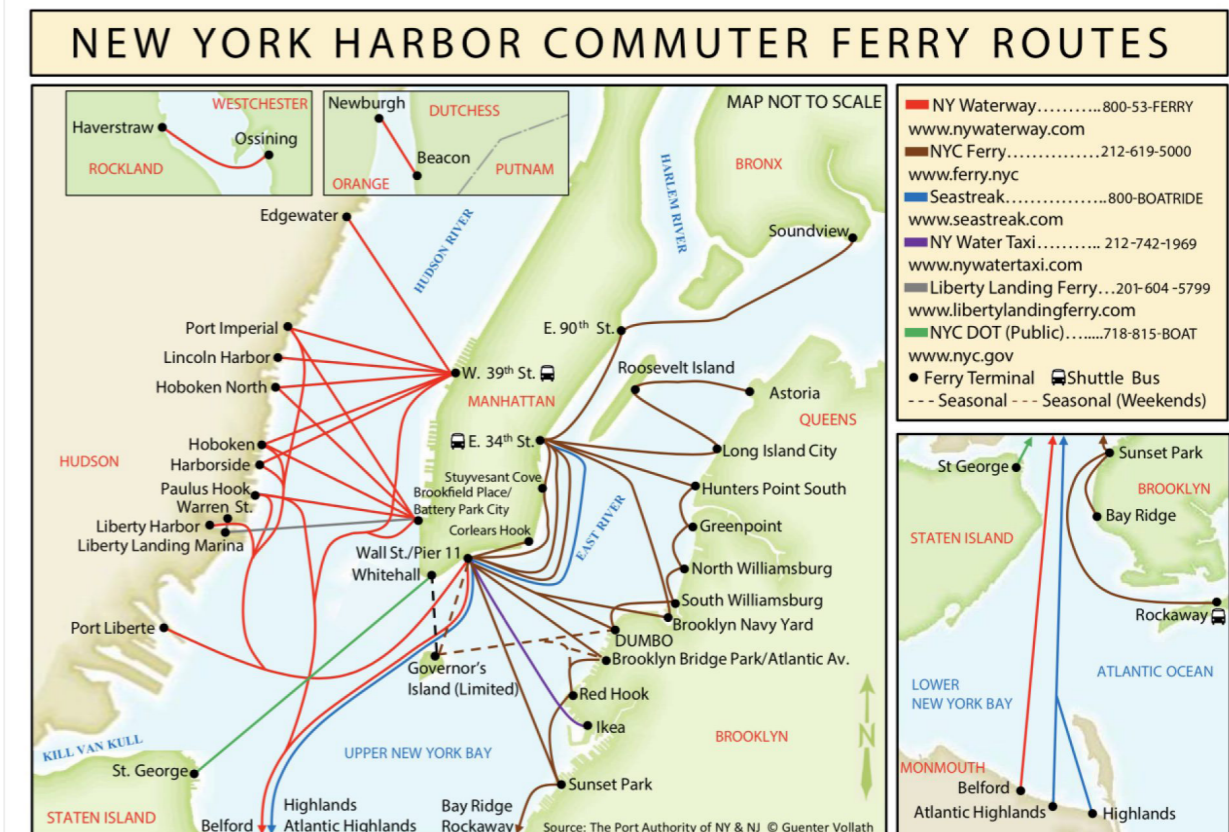 NEW YORK HARBOR COMMUTER FERRY ROUTES
WESTCHESTER
Haverstraw
Ossining
ROCKLAND
Newburgh
DUTCHESS
Beacon
ORANGE
PUTNAM
MAP NOT TO SCALE
BRONX
HARLEM RIVER
HUDSON RIVER
Edgewater
Soundview
Port Imperial
E. 90th St.
Lincoln Harbor
Roosevelt Island
Hoboken North
W. 39th St.
MANHATTAN
Astoria
QUEENS
E. 34th St.
Hoboken
HUDSON
Harborside
Long Island City
Stuyvesant Cove
Paulus Hook
Brookfield Place/
Battery Park City
Hunters Point South
Warren St.
Liberty Harbor
Liberty Landing Marina
Corlears Hook
EAST RIVER
Greenpoint
Wall St./Pier 11
Whitehall
North Williamsburg
South Williamsburg
Brooklyn Navy Yard
Port Liberte
DUMBO
Governor's
Island (Limited)
Brooklyn Bridge Park/Atlantic Av.
Red Hook
Ikea
BROOKLYN
N
KILL VAN KULL
UPPER NEW YORK BAY
St. George
STATEN ISLAND
Sunset Park
Belford
Highlands
Atlantic Highlands
Bay Ridge
Rockaway
Source: The Port Authority of NY & NJ © Guenter Vollath
NY Waterway..........800-53-FERRY
www.nywaterway.com
NYC Ferry...............212-619-5000
www.ferry.nyc
Seastreak..................800-BOATRIDE
www.seastreak.com
NY Water Taxi.......... 212-742-1969
www.nywatertaxi.com
Liberty Landing Ferry...201-604 -5799
www.libertylandingferry.com
NYC DOT (Public).........718-815-BOAT
www.nyc.gov
Ferry Terminal Shuttle Bus
Seasonal Seasonal (Weekends)
St George
Sunset Park
BROOKLYN
Bay Ridge
STATEN ISLAND
Rockaway
ATLANTIC OCEAN
LOWER
NEW YORK BAY
MONMOUTH
Belford
Atlantic Highlands
Highlands